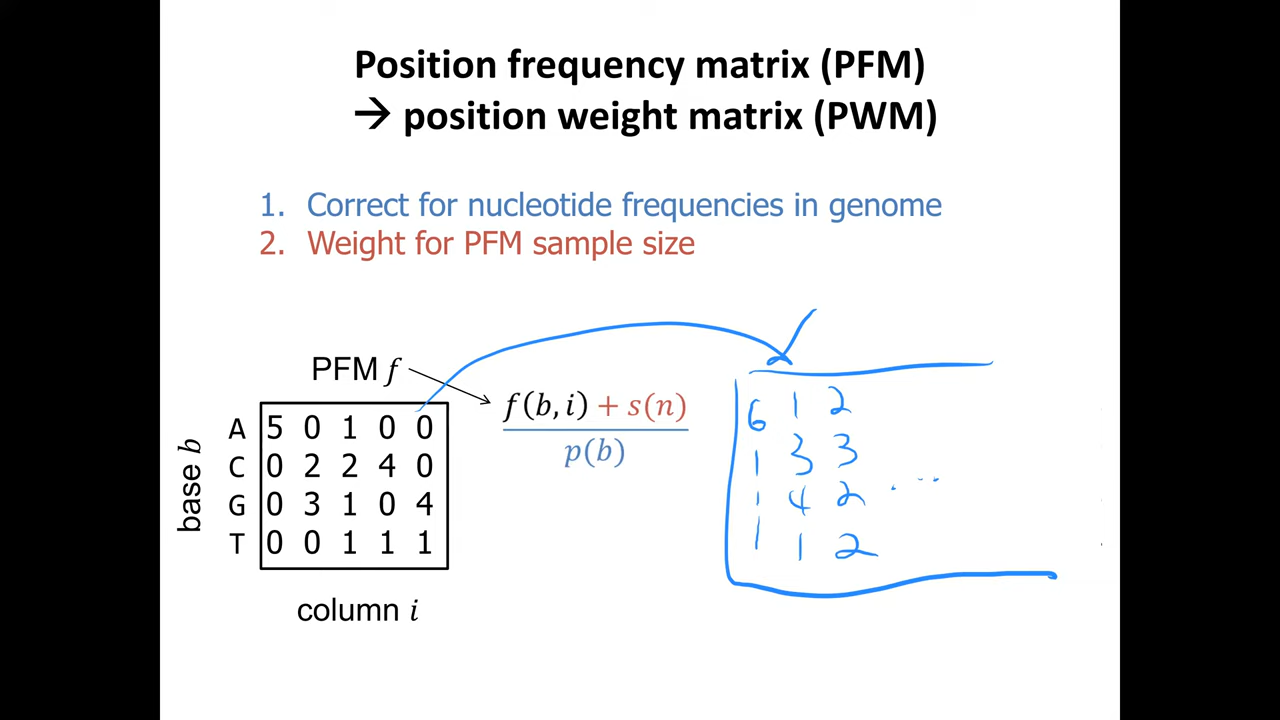 Position frequency matrix (PFM)
→ position weight matrix (PWM)
1. Correct for nucleotide frequencies in genome
2. Weight for PFM sample size
PFM f
f(b, i) + s(n)
p(b)
base b
A 5 0 1 0 0
C 0 2 2 4 0
G 0 3 1 0 4
T 0 0 1 1 1
column i
6 1 2
1 3 3
1 4 2 ...
1 1 2